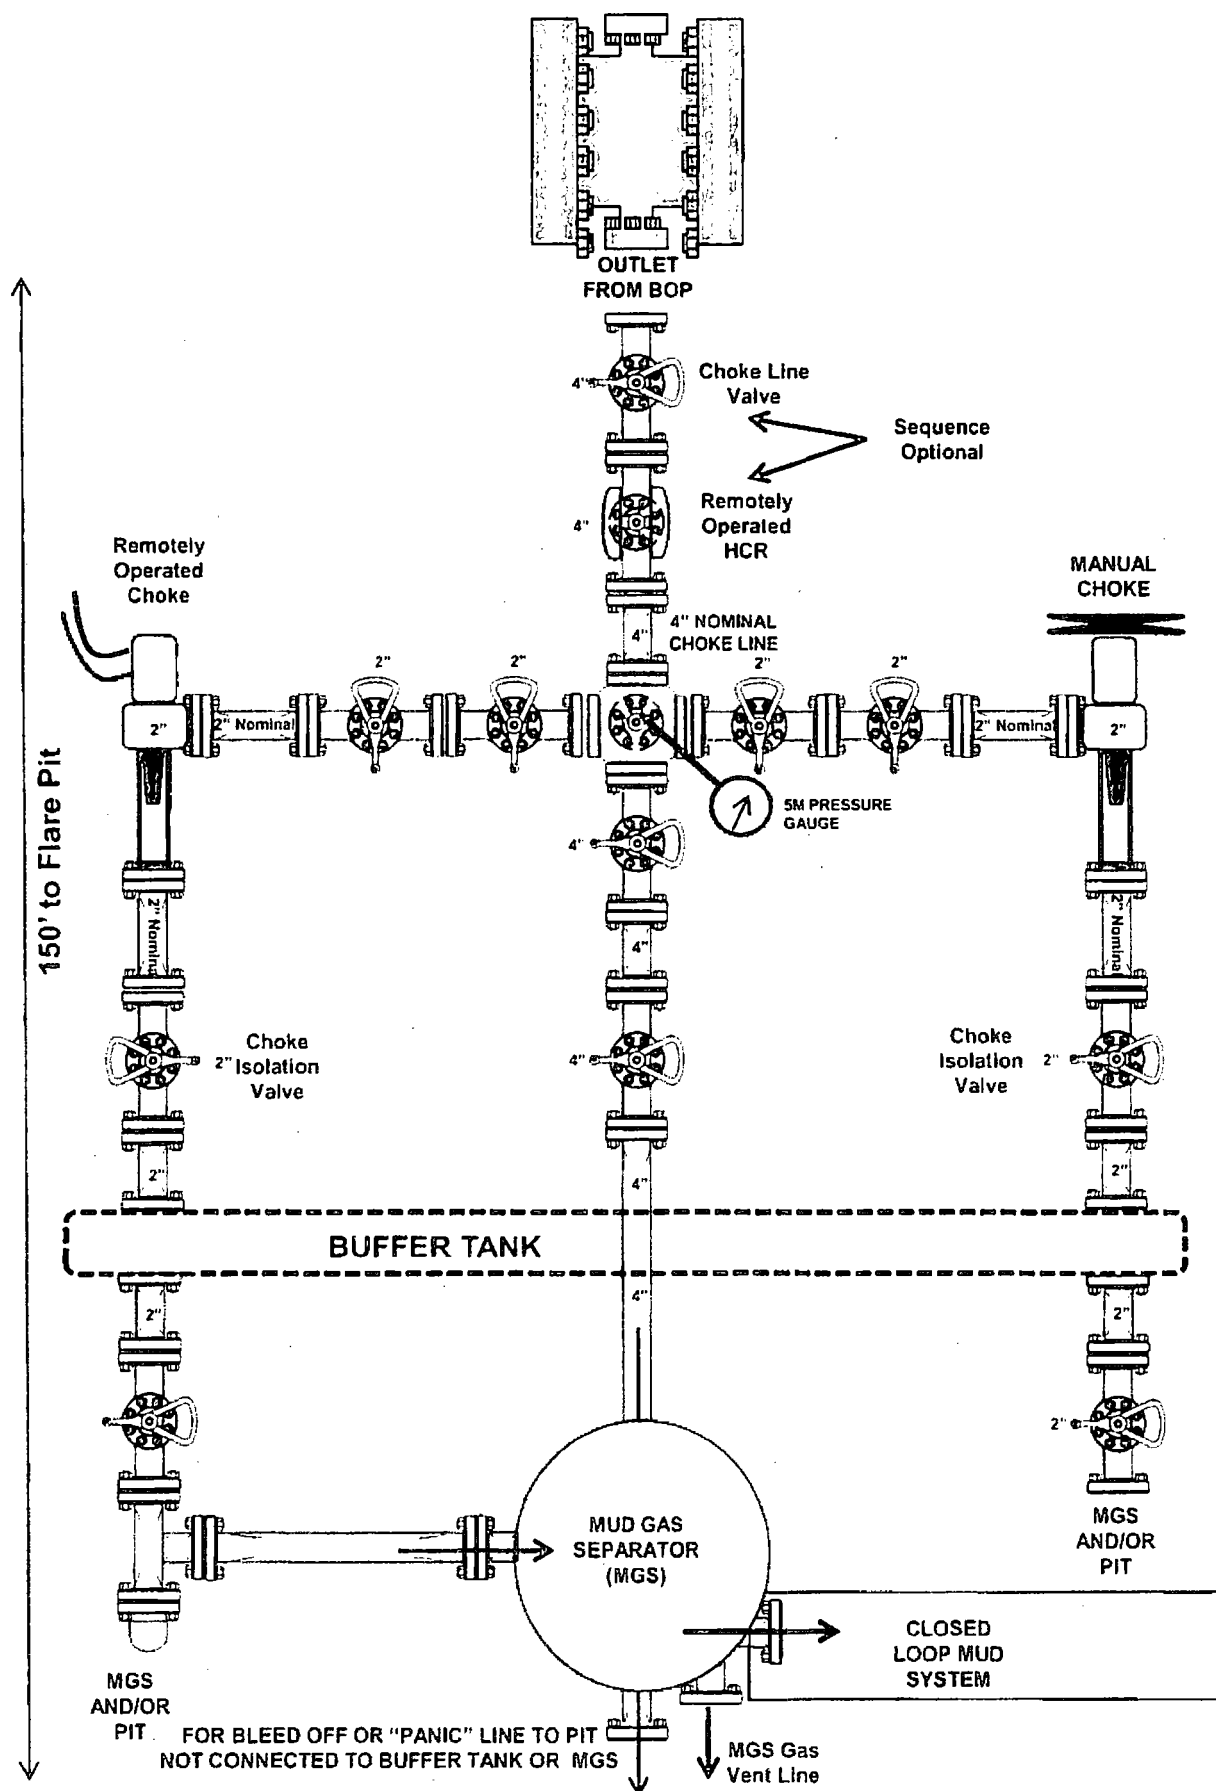 OUTLET
FROM BOP
4"
Choke Line
Valve
Sequence
Optional
4"
Remotely
Operated
HCR
Remotely
Operated
Choke
MANUAL
CHOKE
4"
4" NOMINAL
CHOKE LINE
2"
2"
2"
2"
2"
2" Nominal
2" Nominal
2"
5M PRESSURE
GAUGE
4"
150' to Flare Pit
2" Nominal
4"
2" Nominal
2"
Choke
Isolation
Valve
4"
Choke
Isolation
Valve
2"
2"
4"
2"
BUFFER TANK
2"
4"
2"
2"
MUD GAS
SEPARATOR
(MGS)
MGS
AND/OR
PIT
CLOSED
LOOP MUD
SYSTEM
MGS
AND/OR
PIT
FOR BLEED OFF OR "PANIC" LINE TO PIT
NOT CONNECTED TO BUFFER TANK OR MGS
MGS Gas
Vent Line